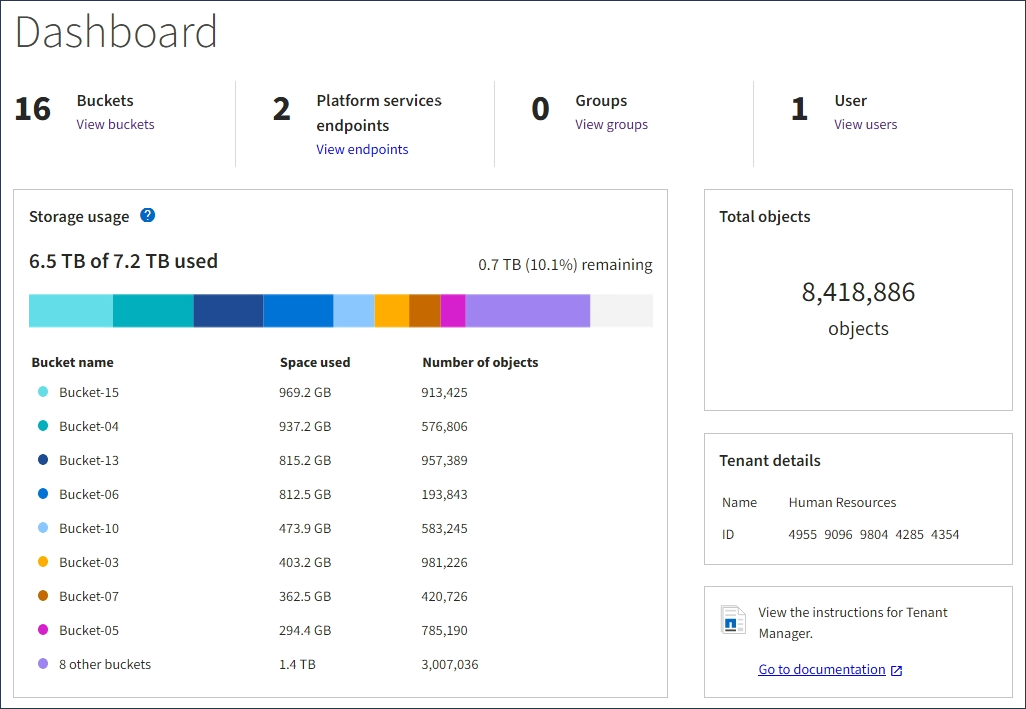 Dashboard
16 Buckets
View buckets
2 Platform services
endpoints
View endpoints
0 Groups
View groups
1 User
View users
Storage usage ?
6.5 TB of 7.2 TB used
0.7 TB (10.1%) remaining
Bucket name Space used Number of objects
Bucket-15 969.2 GB 913,425
Bucket-04 937.2 GB 576,806
Bucket-13 815.2 GB 957,389
Bucket-06 812.5 GB 193,843
Bucket-10 473.9 GB 583,245
Bucket-03 403.2 GB 981,226
Bucket-07 362.5 GB 420,726
Bucket-05 294.4 GB 785,190
8 other buckets 1.4 TB 3,007,036
Total objects
8,418,886
objects
Tenant details
Name Human Resources
ID 4955 9096 9804 4285 4354
View the instructions for Tenant
Manager.
Go to documentation